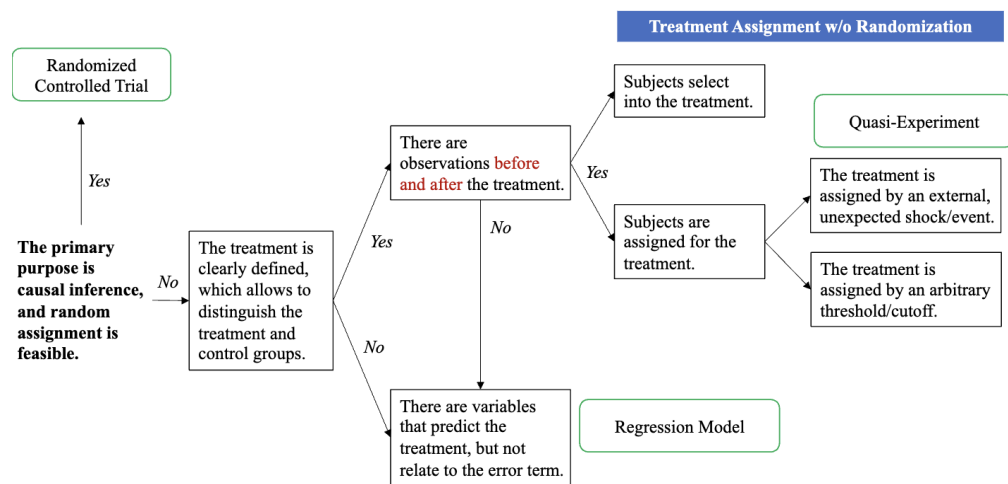 Treatment Assignment w/o Randomization
Randomized
Controlled Trial
Yes
The primary
purpose is
causal inference,
and random
assignment is
feasible.
No
The treatment is
clearly defined,
which allows to
distinguish the
treatment and
control groups.
Yes
No
There are
observations before
and after the treatment.
No
Yes
Subjects select
into the treatment.
Subjects are
assigned for the
treatment.
Quasi-Experiment
The treatment is
assigned by an external,
unexpected shock/event.
The treatment is
assigned by an arbitrary
threshold/cutoff.
There are variables
that predict the
treatment, but not
relate to the error term.
Regression Model